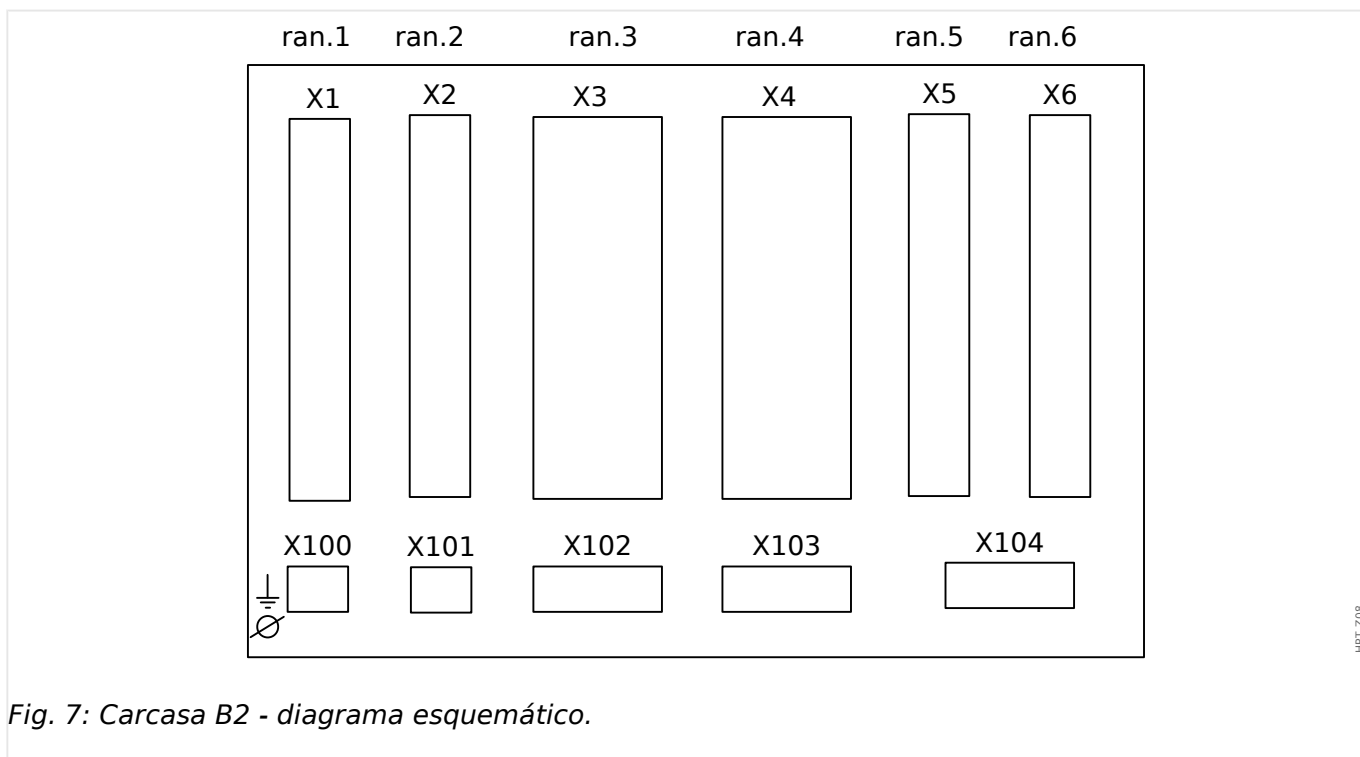 ran.1 ran.2 ran.3 ran.4 ran.5 ran.6
X1 X2 X3 X4 X5 X6
X100 X101 X102 X103 X104
Fig. 7: Carcasa B2 - diagrama esquemático.